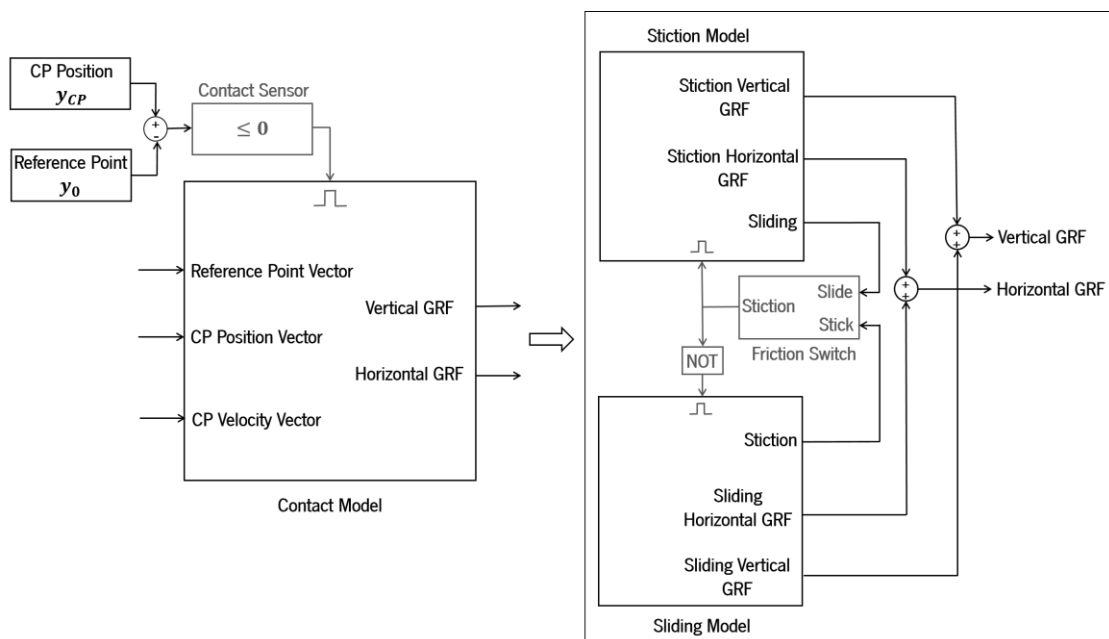 CP Position
y_CP
Reference Point
y_0
+
-
Contact Sensor
≤ 0
Reference Point Vector
CP Position Vector
CP Velocity Vector
Vertical GRF
Horizontal GRF
Contact Model
Stiction Model
Stiction Vertical
GRF
Stiction Horizontal
GRF
Sliding
Slide
Stiction
Stick
Friction Switch
NOT
+
+
Vertical GRF
+
+
Horizontal GRF
Stiction
Sliding
Horizontal GRF
Sliding Vertical
GRF
Sliding Model